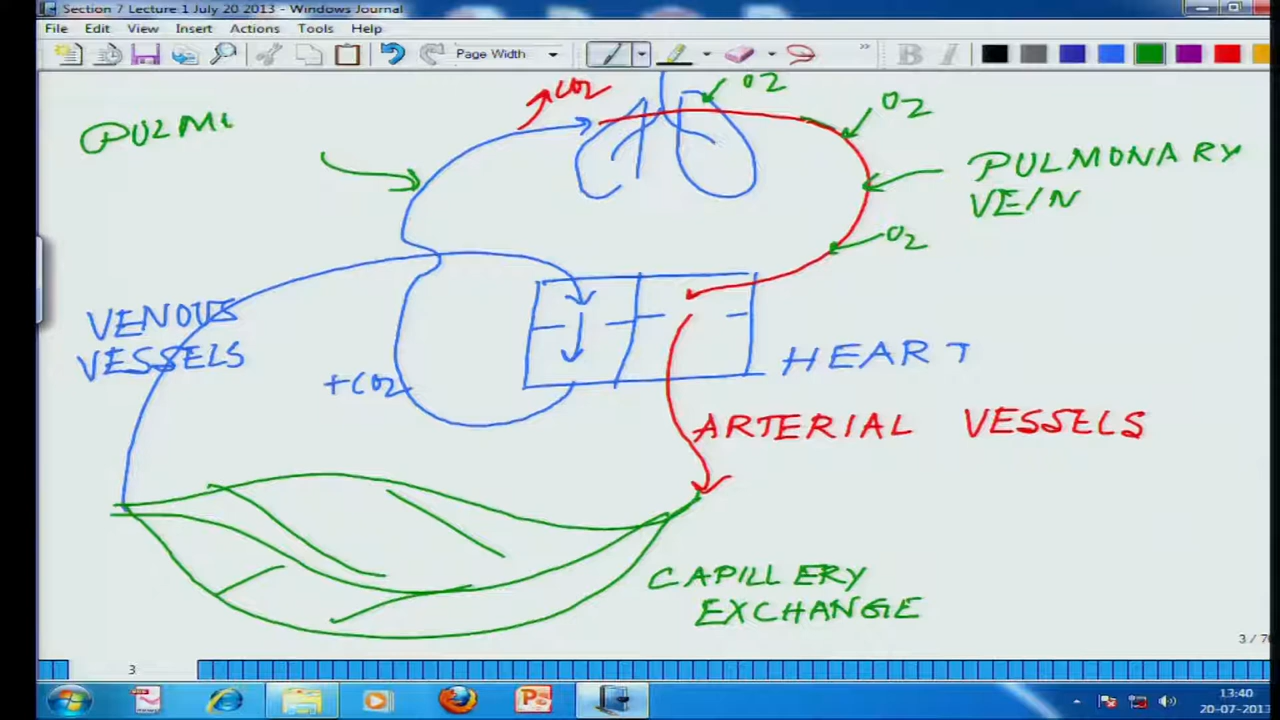 Section 7 Lecture 1 July 20 2013 - Windows Journal
File Edit View Insert Actions Tools Help
Page Width
B I
CO2
O2
O2
PULM
PULMONARY
VEIN
O2
VENOUS
VESSELS
HEART
+CO2
ARTERIAL VESSELS
CAPILLERY
EXCHANGE
3
13:40
20-07-2013